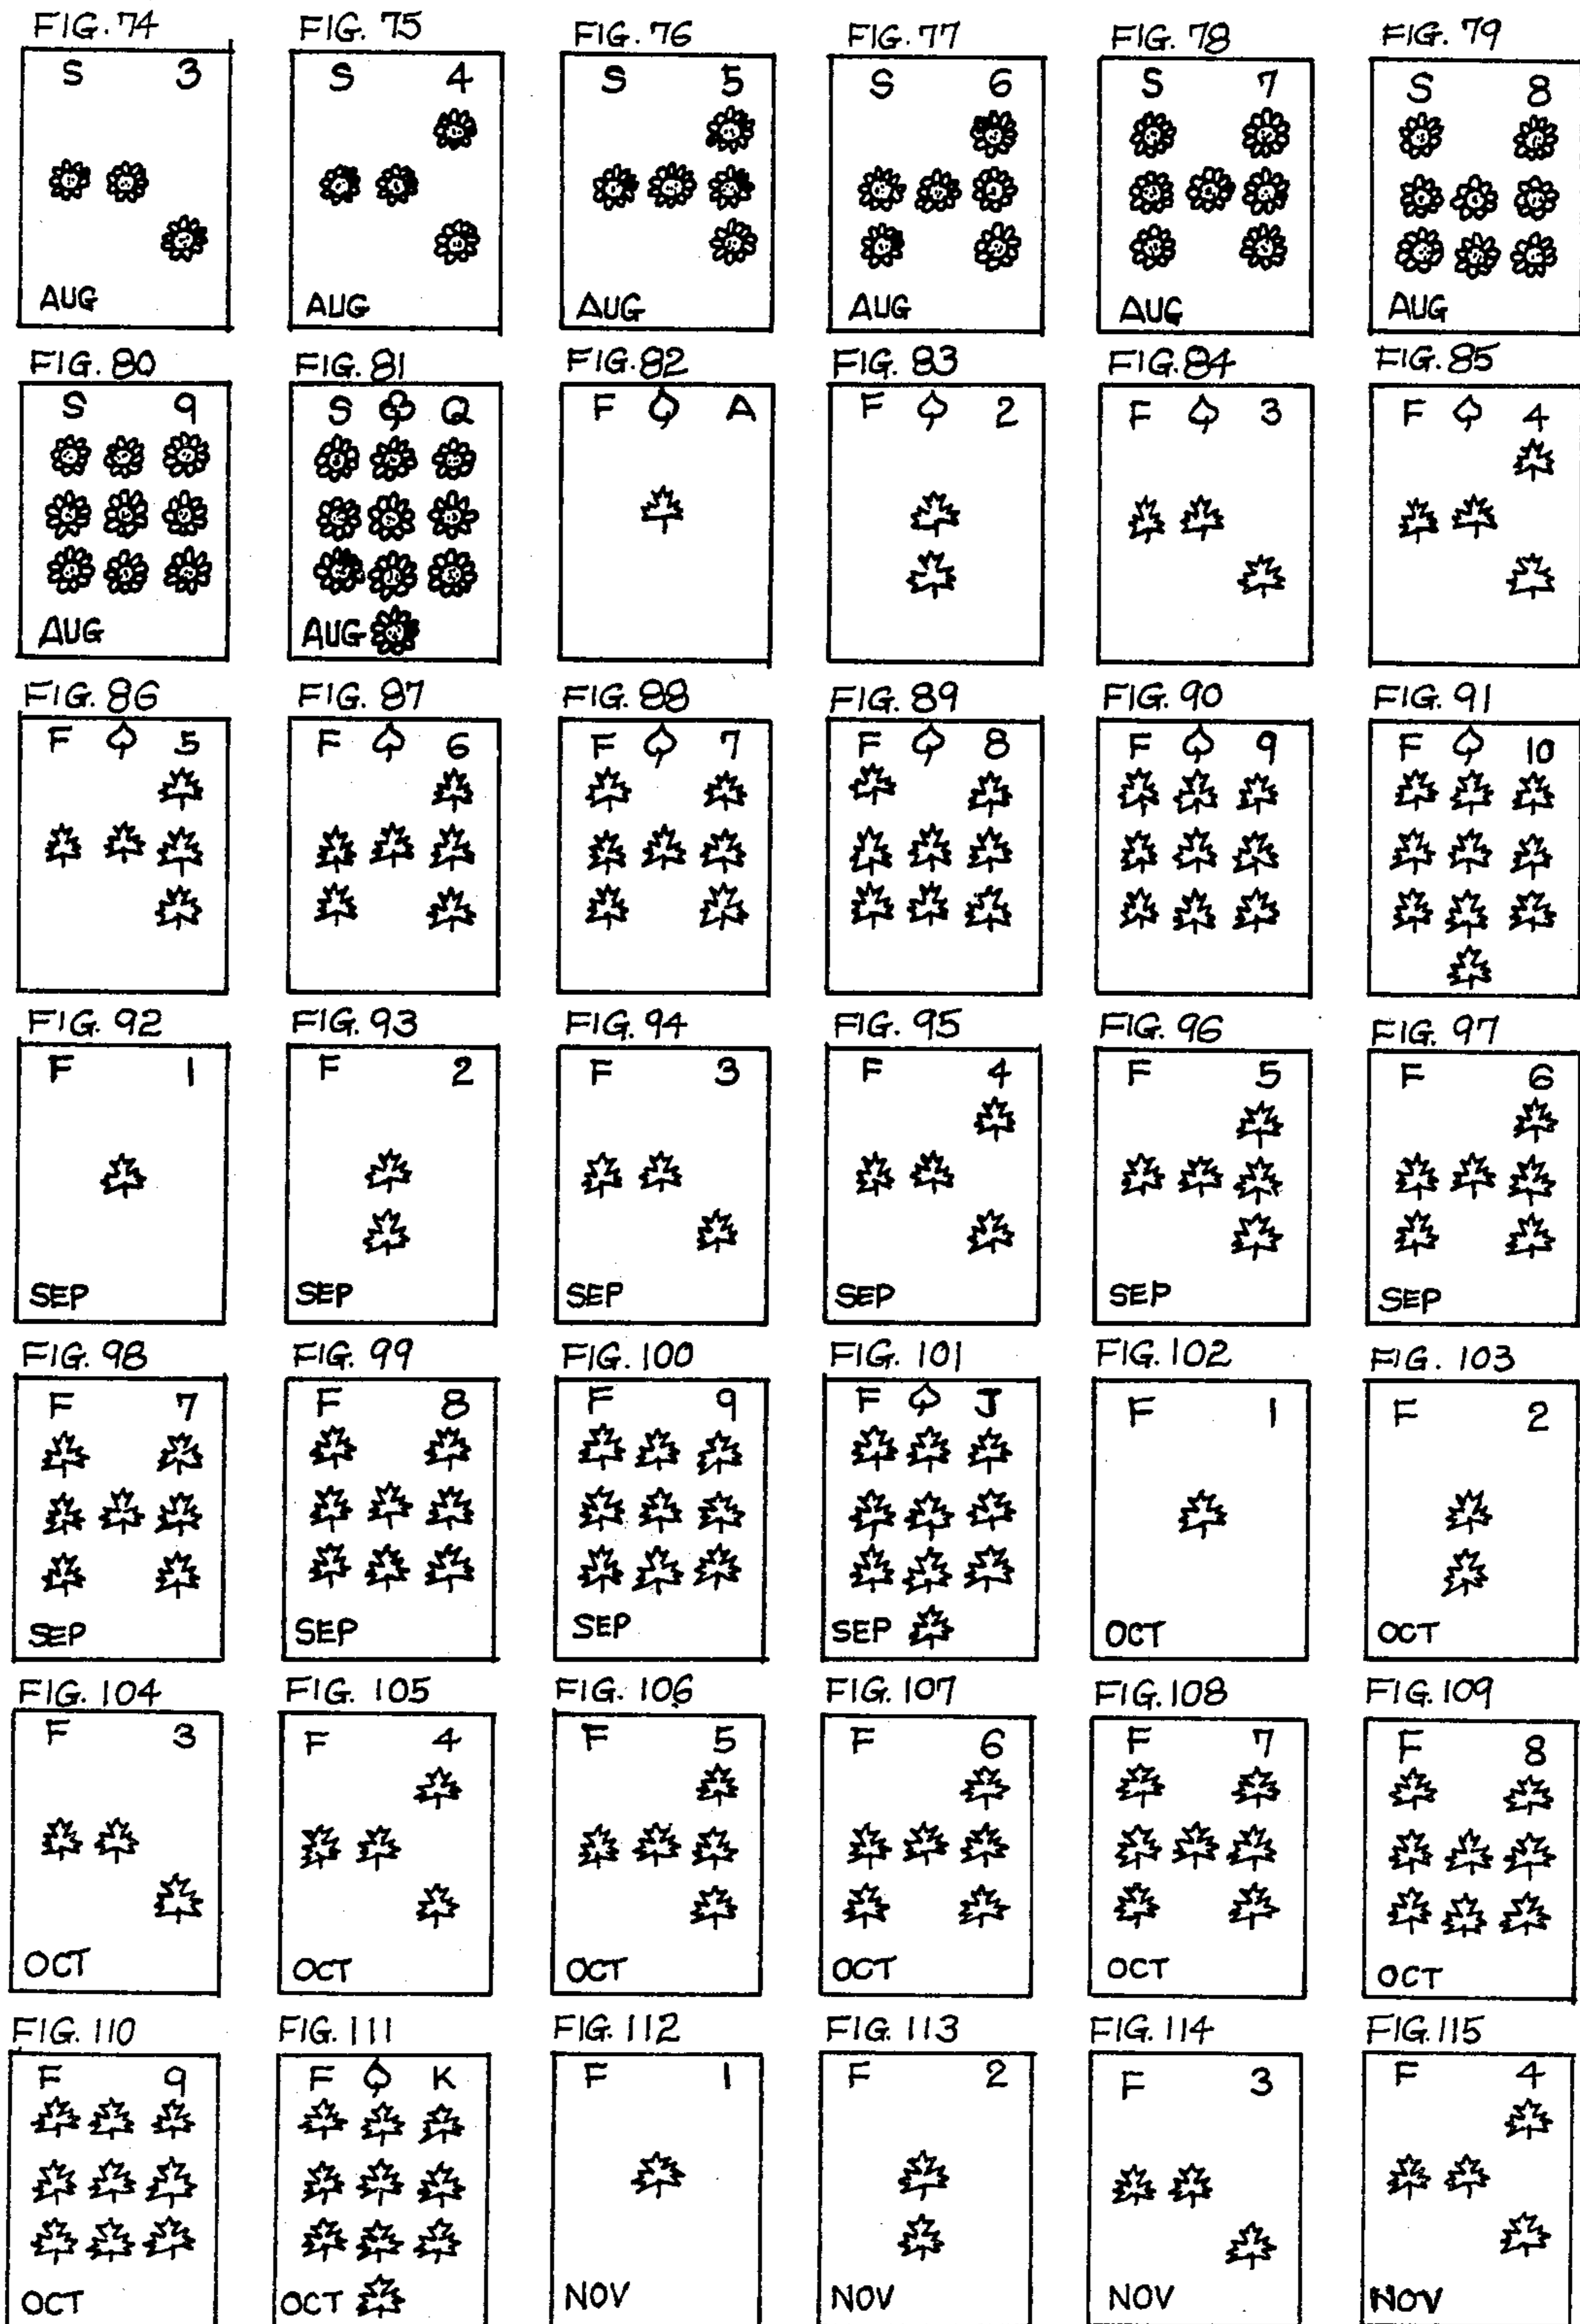 FIG. 74 FIG. 75 FIG. 76 FIG. 77 FIG. 78 FIG. 79
S 3 S 4 S 5 S 6 S 7 S 8
AUG AUG AUG AUG AUG AUG
FIG. 80 FIG. 81 FIG. 82 FIG. 83 FIG. 84 FIG. 85
S 9 S ♣ Q F ♠ A F ♠ 2 F ♠ 3 F ♠ 4
AUG AUG
FIG. 86 FIG. 87 FIG. 88 FIG. 89 FIG. 90 FIG. 91
F ♠ 5 F ♠ 6 F ♠ 7 F ♠ 8 F ♠ 9 F ♠ 10
FIG. 92 FIG. 93 FIG. 94 FIG. 95 FIG. 96 FIG. 97
F 1 F 2 F 3 F 4 F 5 F 6
SEP SEP SEP SEP SEP SEP
FIG. 98 FIG. 99 FIG. 100 FIG. 101 FIG. 102 FIG. 103
F 7 F 8 F 9 F ♠ J F 1 F 2
SEP SEP SEP SEP OCT OCT
FIG. 104 FIG. 105 FIG. 106 FIG. 107 FIG. 108 FIG. 109
F 3 F 4 F 5 F 6 F 7 F 8
OCT OCT OCT OCT OCT OCT
FIG. 110 FIG. 111 FIG. 112 FIG. 113 FIG. 114 FIG. 115
F 9 F ♠ K F 1 F 2 F 3 F 4
OCT OCT NOV NOV NOV NOV